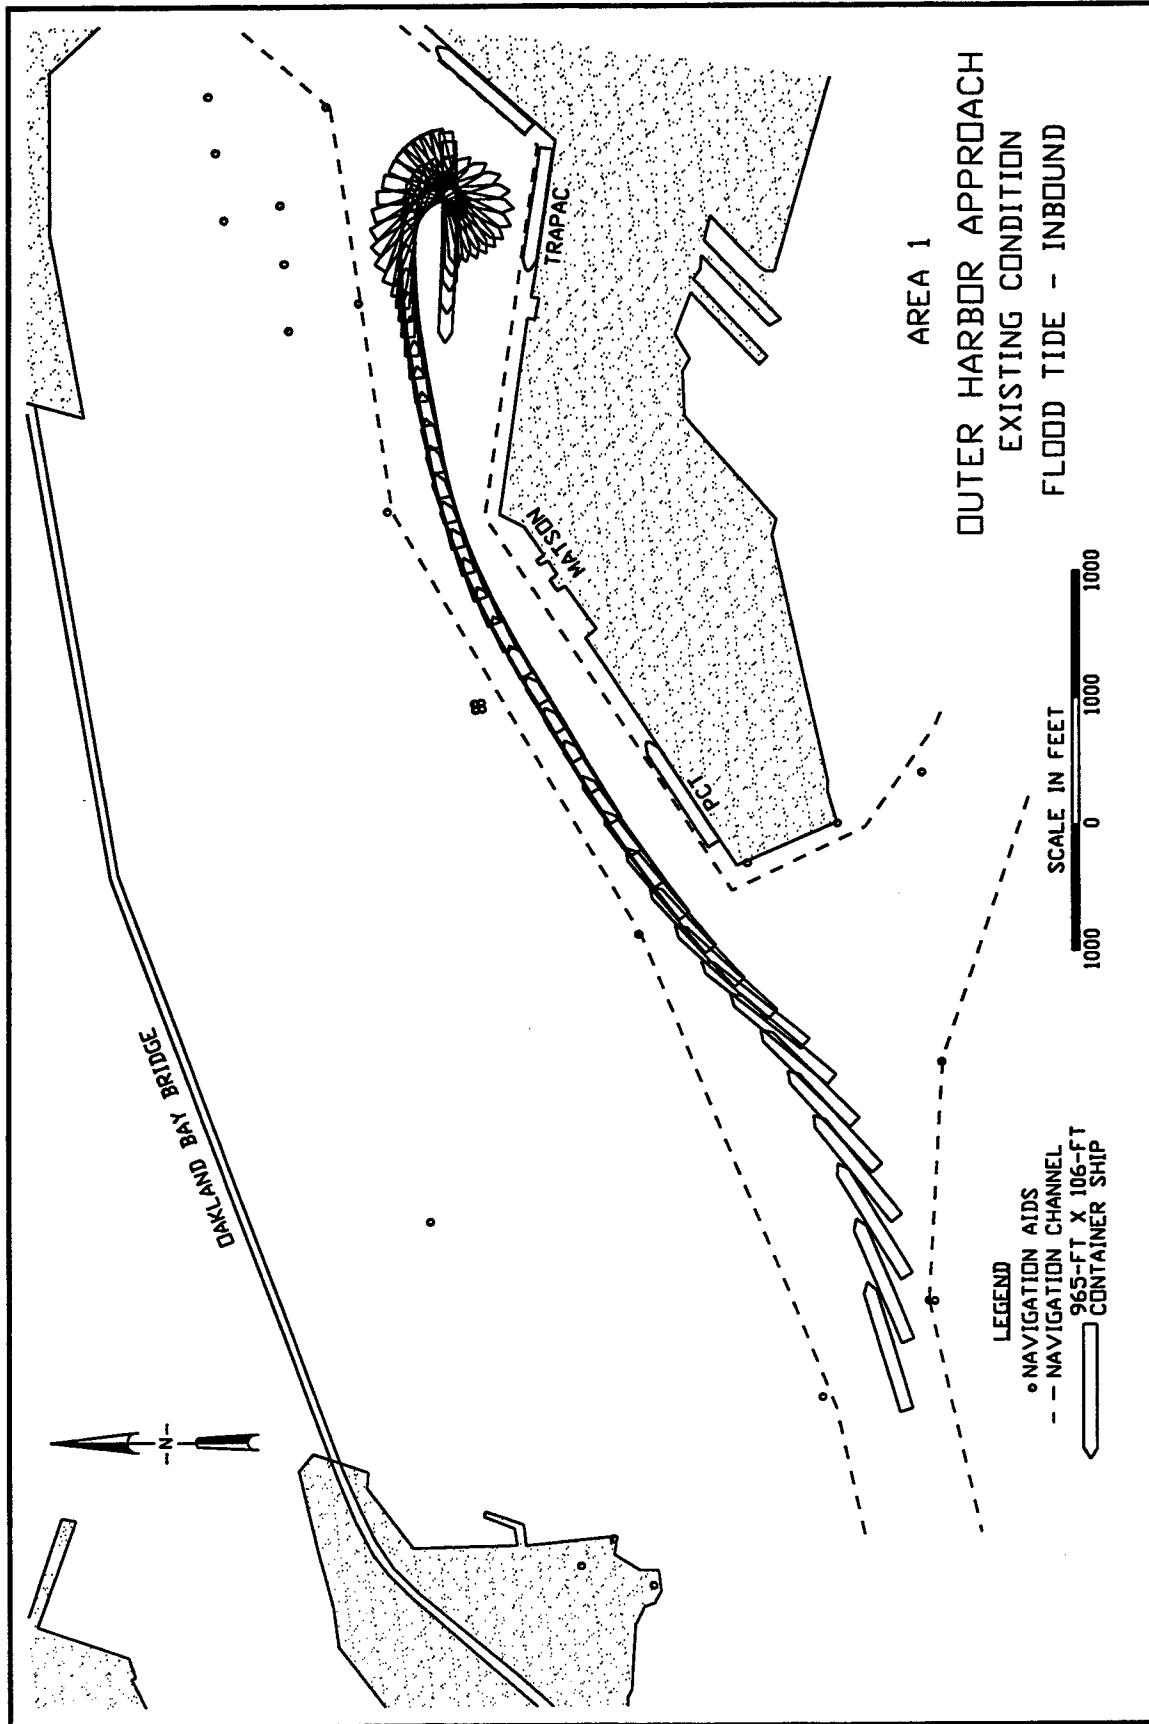 OAKLAND BAY BRIDGE
-N-
TRAPAC
MATSON
PCT
AREA 1
OUTER HARBOR APPROACH
EXISTING CONDITION
FLOOD TIDE - INBOUND
LEGEND
NAVIGATION AIDS
- - NAVIGATION CHANNEL
965-FT X 106-FT
CONTAINER SHIP
SCALE IN FEET
1000 0 1000 1000